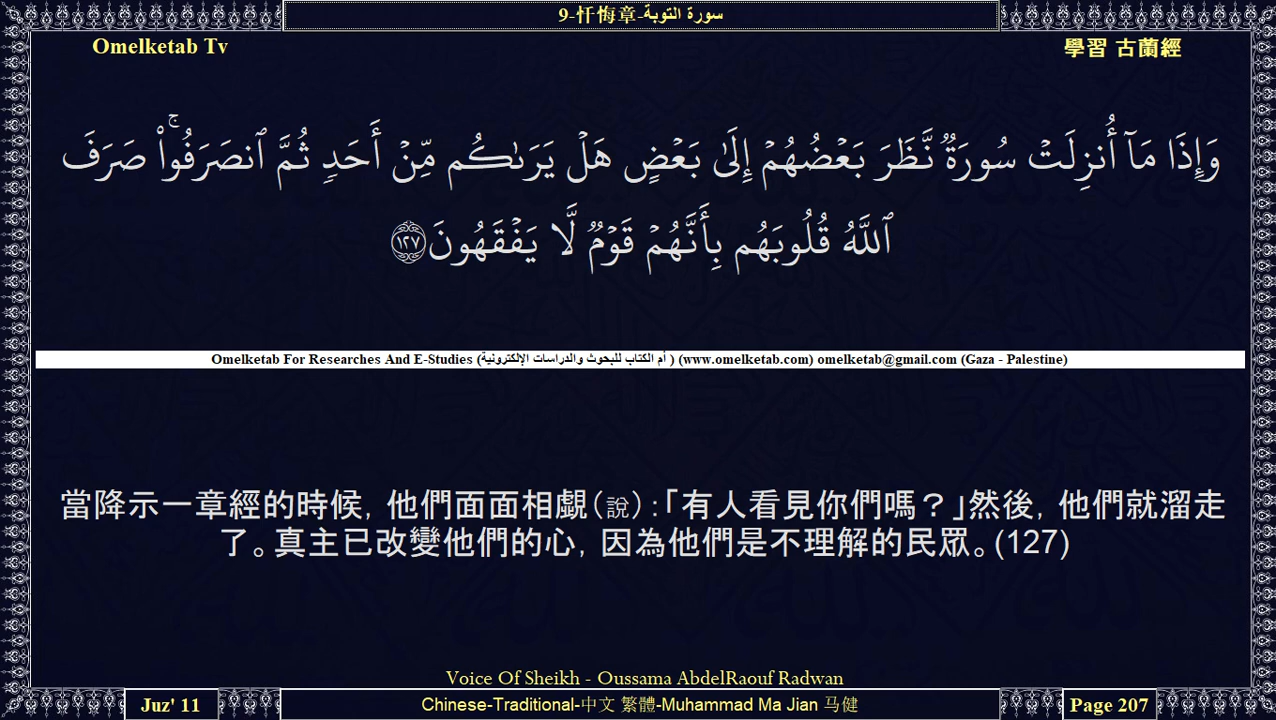 9-忏悔章-سورة التوبة
Omelketab Tv
學習 古蘭經
وَإِذَا مَآ أُنزِلَتۡ سُورَةٞ نَّظَرَ بَعۡضُهُمۡ إِلَىٰ بَعۡضٍ هَلۡ يَرَىٰكُم مِّنۡ أَحَدٖ ثُمَّ ٱنصَرَفُواْۚ صَرَفَ
ٱللَّهُ قُلُوبَهُم بِأَنَّهُمۡ قَوۡمٞ لَّا يَفۡقَهُونَ ١٢٧
Omelketab For Researches And E-Studies (أم الكتاب للبحوث والدراسات الإلكترونية ) (www.omelketab.com) omelketab@gmail.com (Gaza - Palestine)
當降示一章經的時候，他們面面相覷（說）：「有人看見你們嗎？」然後，他們就溜走
了。真主已改變他們的心，因為他們是不理解的民眾。(127)
Voice Of Sheikh - Oussama AbdelRaouf Radwan
Juz' 11
Chinese-Traditional-中文 繁體-Muhammad Ma Jian 马健
Page 207